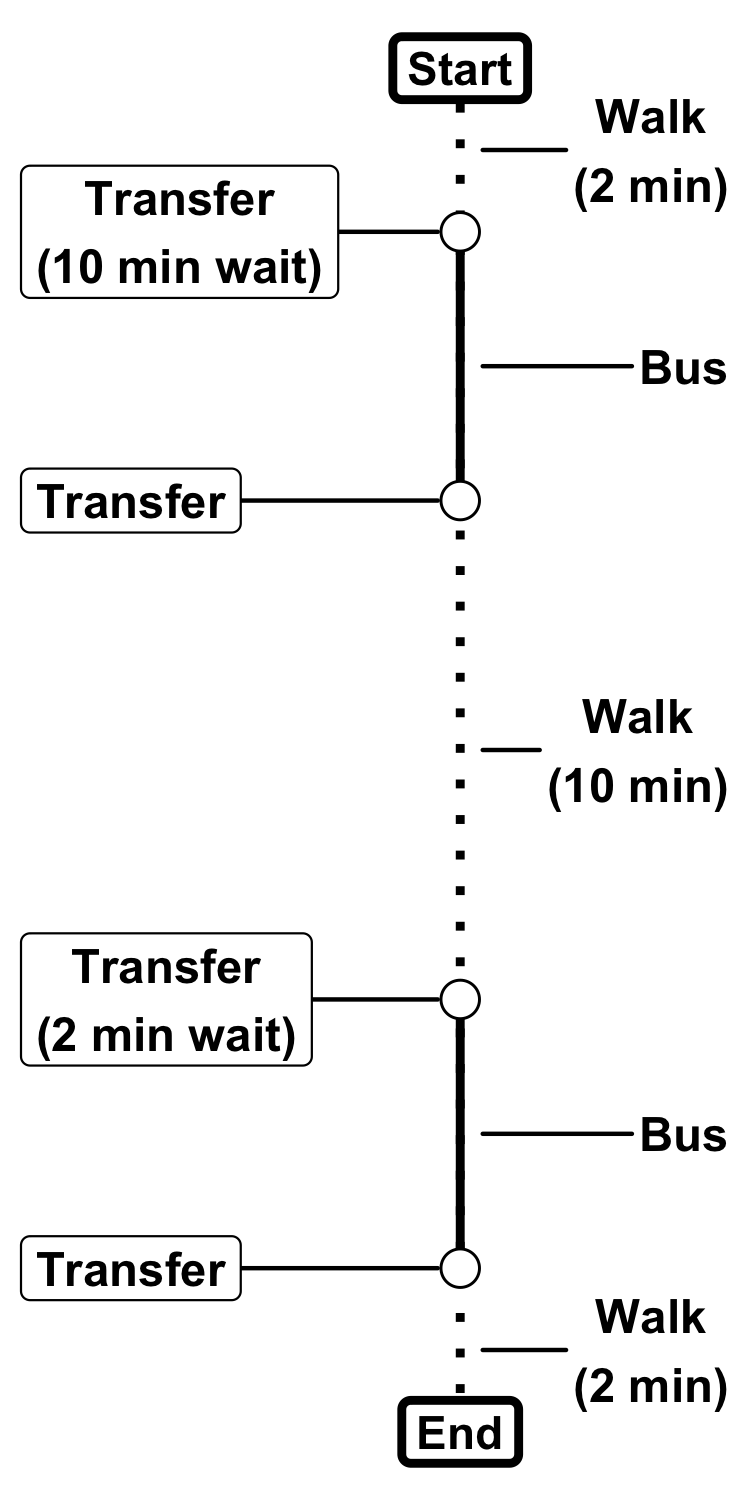 Start
Walk
(2 min)
Transfer
(10 min wait)
Bus
Transfer
Walk
(10 min)
Transfer
(2 min wait)
Bus
Transfer
Walk
(2 min)
End